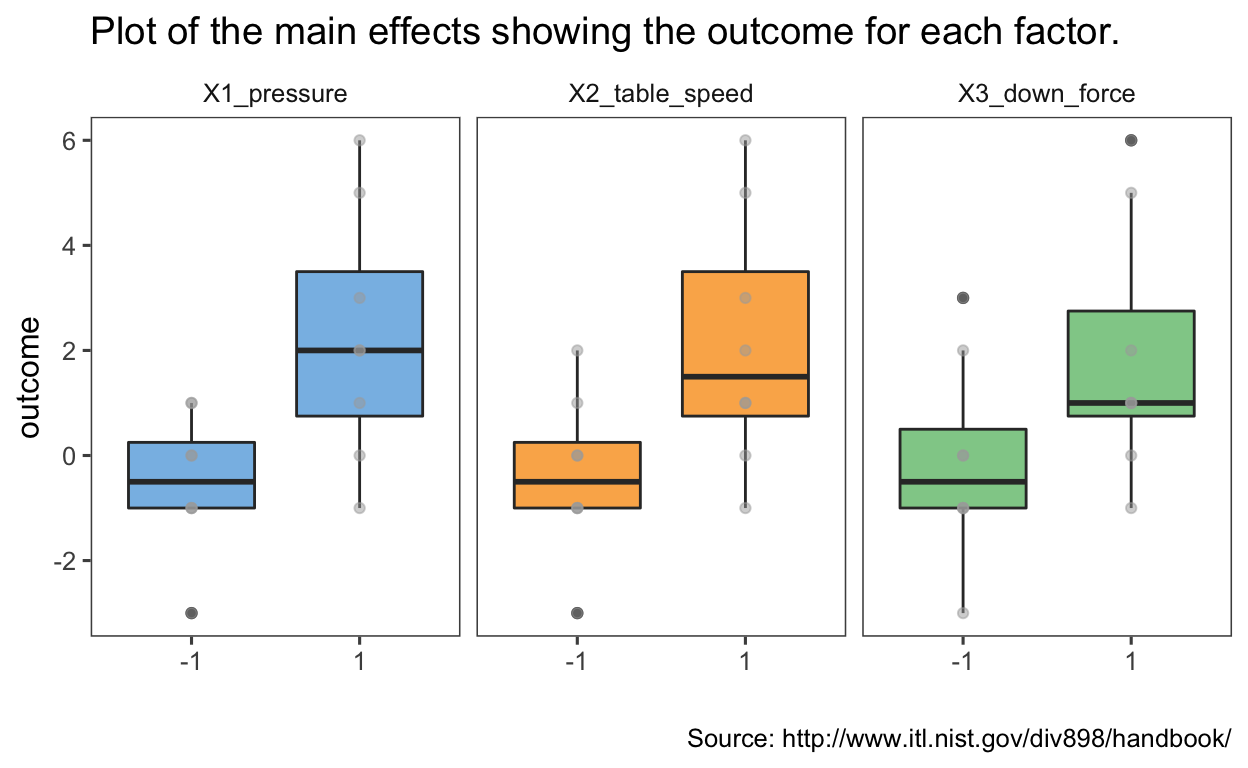 Plot of the main effects showing the outcome for each factor.
X1_pressure X2_table_speed X3_down_force
6
4
2
0
-2
outcome
-1 1 -1 1 -1 1
Source: http://www.itl.nist.gov/div898/handbook/